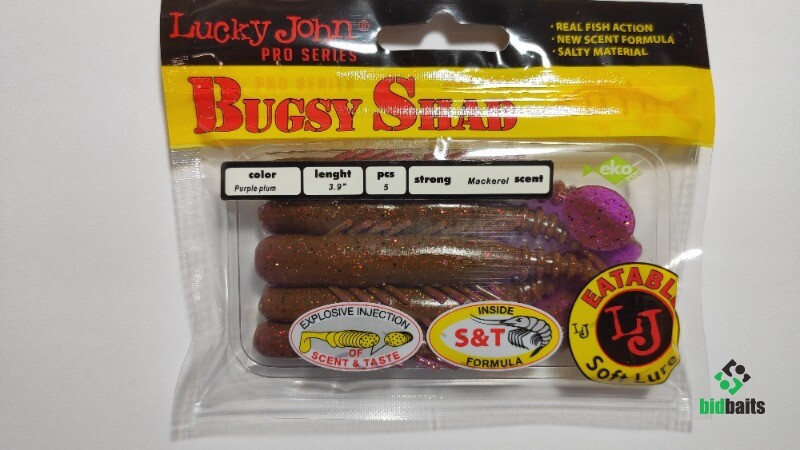 Lucky John®
PRO SERIES
• REAL FISH ACTION
• NEW SCENT FORMULA
• SALTY MATERIAL
PRO SERIES
BUGSY SHAD
eko
color
Purple plum
lenght
3.9"
pcs
5
strong Mackerel scent
EXPLOSIVE INJECTION
OF
SCENT & TASTE
INSIDE
S&T
FORMULA
EATABL
LJ
LJ
Soft Lure
bidbaits